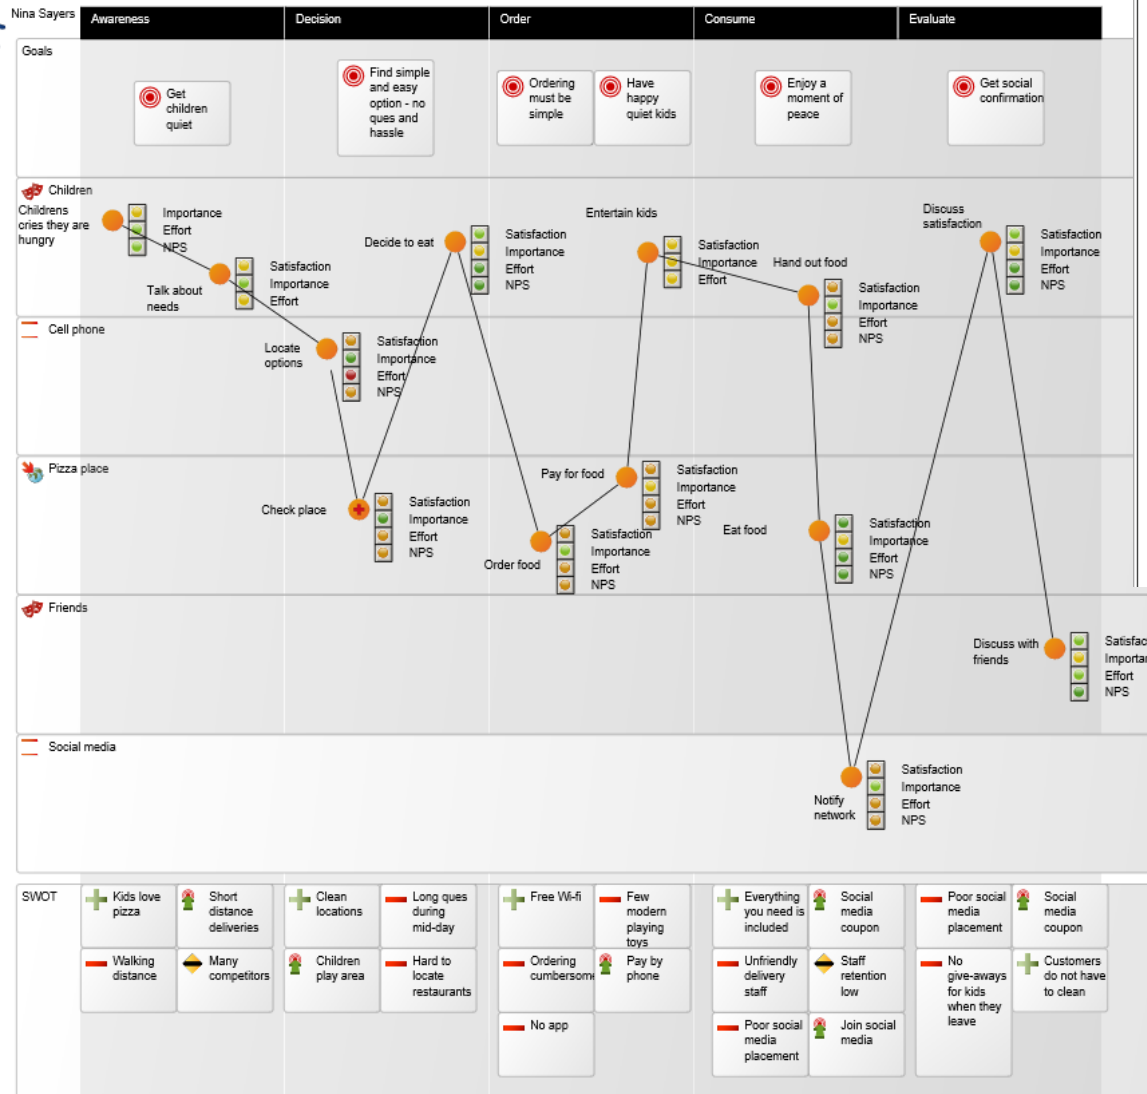 Nina Sayers
Awareness
Decision
Order
Consume
Evaluate
Goals
Get
children
quiet
Find simple
and easy
option - no
ques and
hassle
Ordering
must be
simple
Have
happy
quiet kids
Enjoy a
moment of
peace
Get social
confirmation
Children
Childrens
cries they are
hungry
Importance
Effort
NPS
Talk about
needs
Satisfaction
Importance
Effort
Decide to eat
Satisfaction
Importance
Effort
NPS
Entertain kids
Satisfaction
Importance
Effort
Hand out food
Satisfaction
Importance
Effort
NPS
Discuss
satisfaction
Satisfaction
Importance
Effort
NPS
Cell phone
Locate
options
Satisfaction
Importance
Effort
NPS
Pizza place
Check place
Satisfaction
Importance
Effort
NPS
Order food
Satisfaction
Importance
Effort
NPS
Pay for food
Satisfaction
Importance
Effort
NPS
Eat food
Satisfaction
Importance
Effort
NPS
Friends
Discuss with
friends
Satisfac
Importa
Effort
NPS
Social media
Notify
network
Satisfaction
Importance
Effort
NPS
SWOT
Kids love
pizza
Short
distance
deliveries
Clean
locations
Long ques
during
mid-day
Free Wi-fi
Few
modern
playing
toys
Everything
you need is
included
Social
media
coupon
Poor social
media
placement
Social
media
coupon
Walking
distance
Many
competitors
Children
play area
Hard to
locate
restaurants
Ordering
cumbersome
Pay by
phone
Unfriendly
delivery
staff
Staff
retention
low
No
give-aways
for kids
when they
leave
Customers
do not have
to clean
No app
Poor social
media
placement
Join social
media